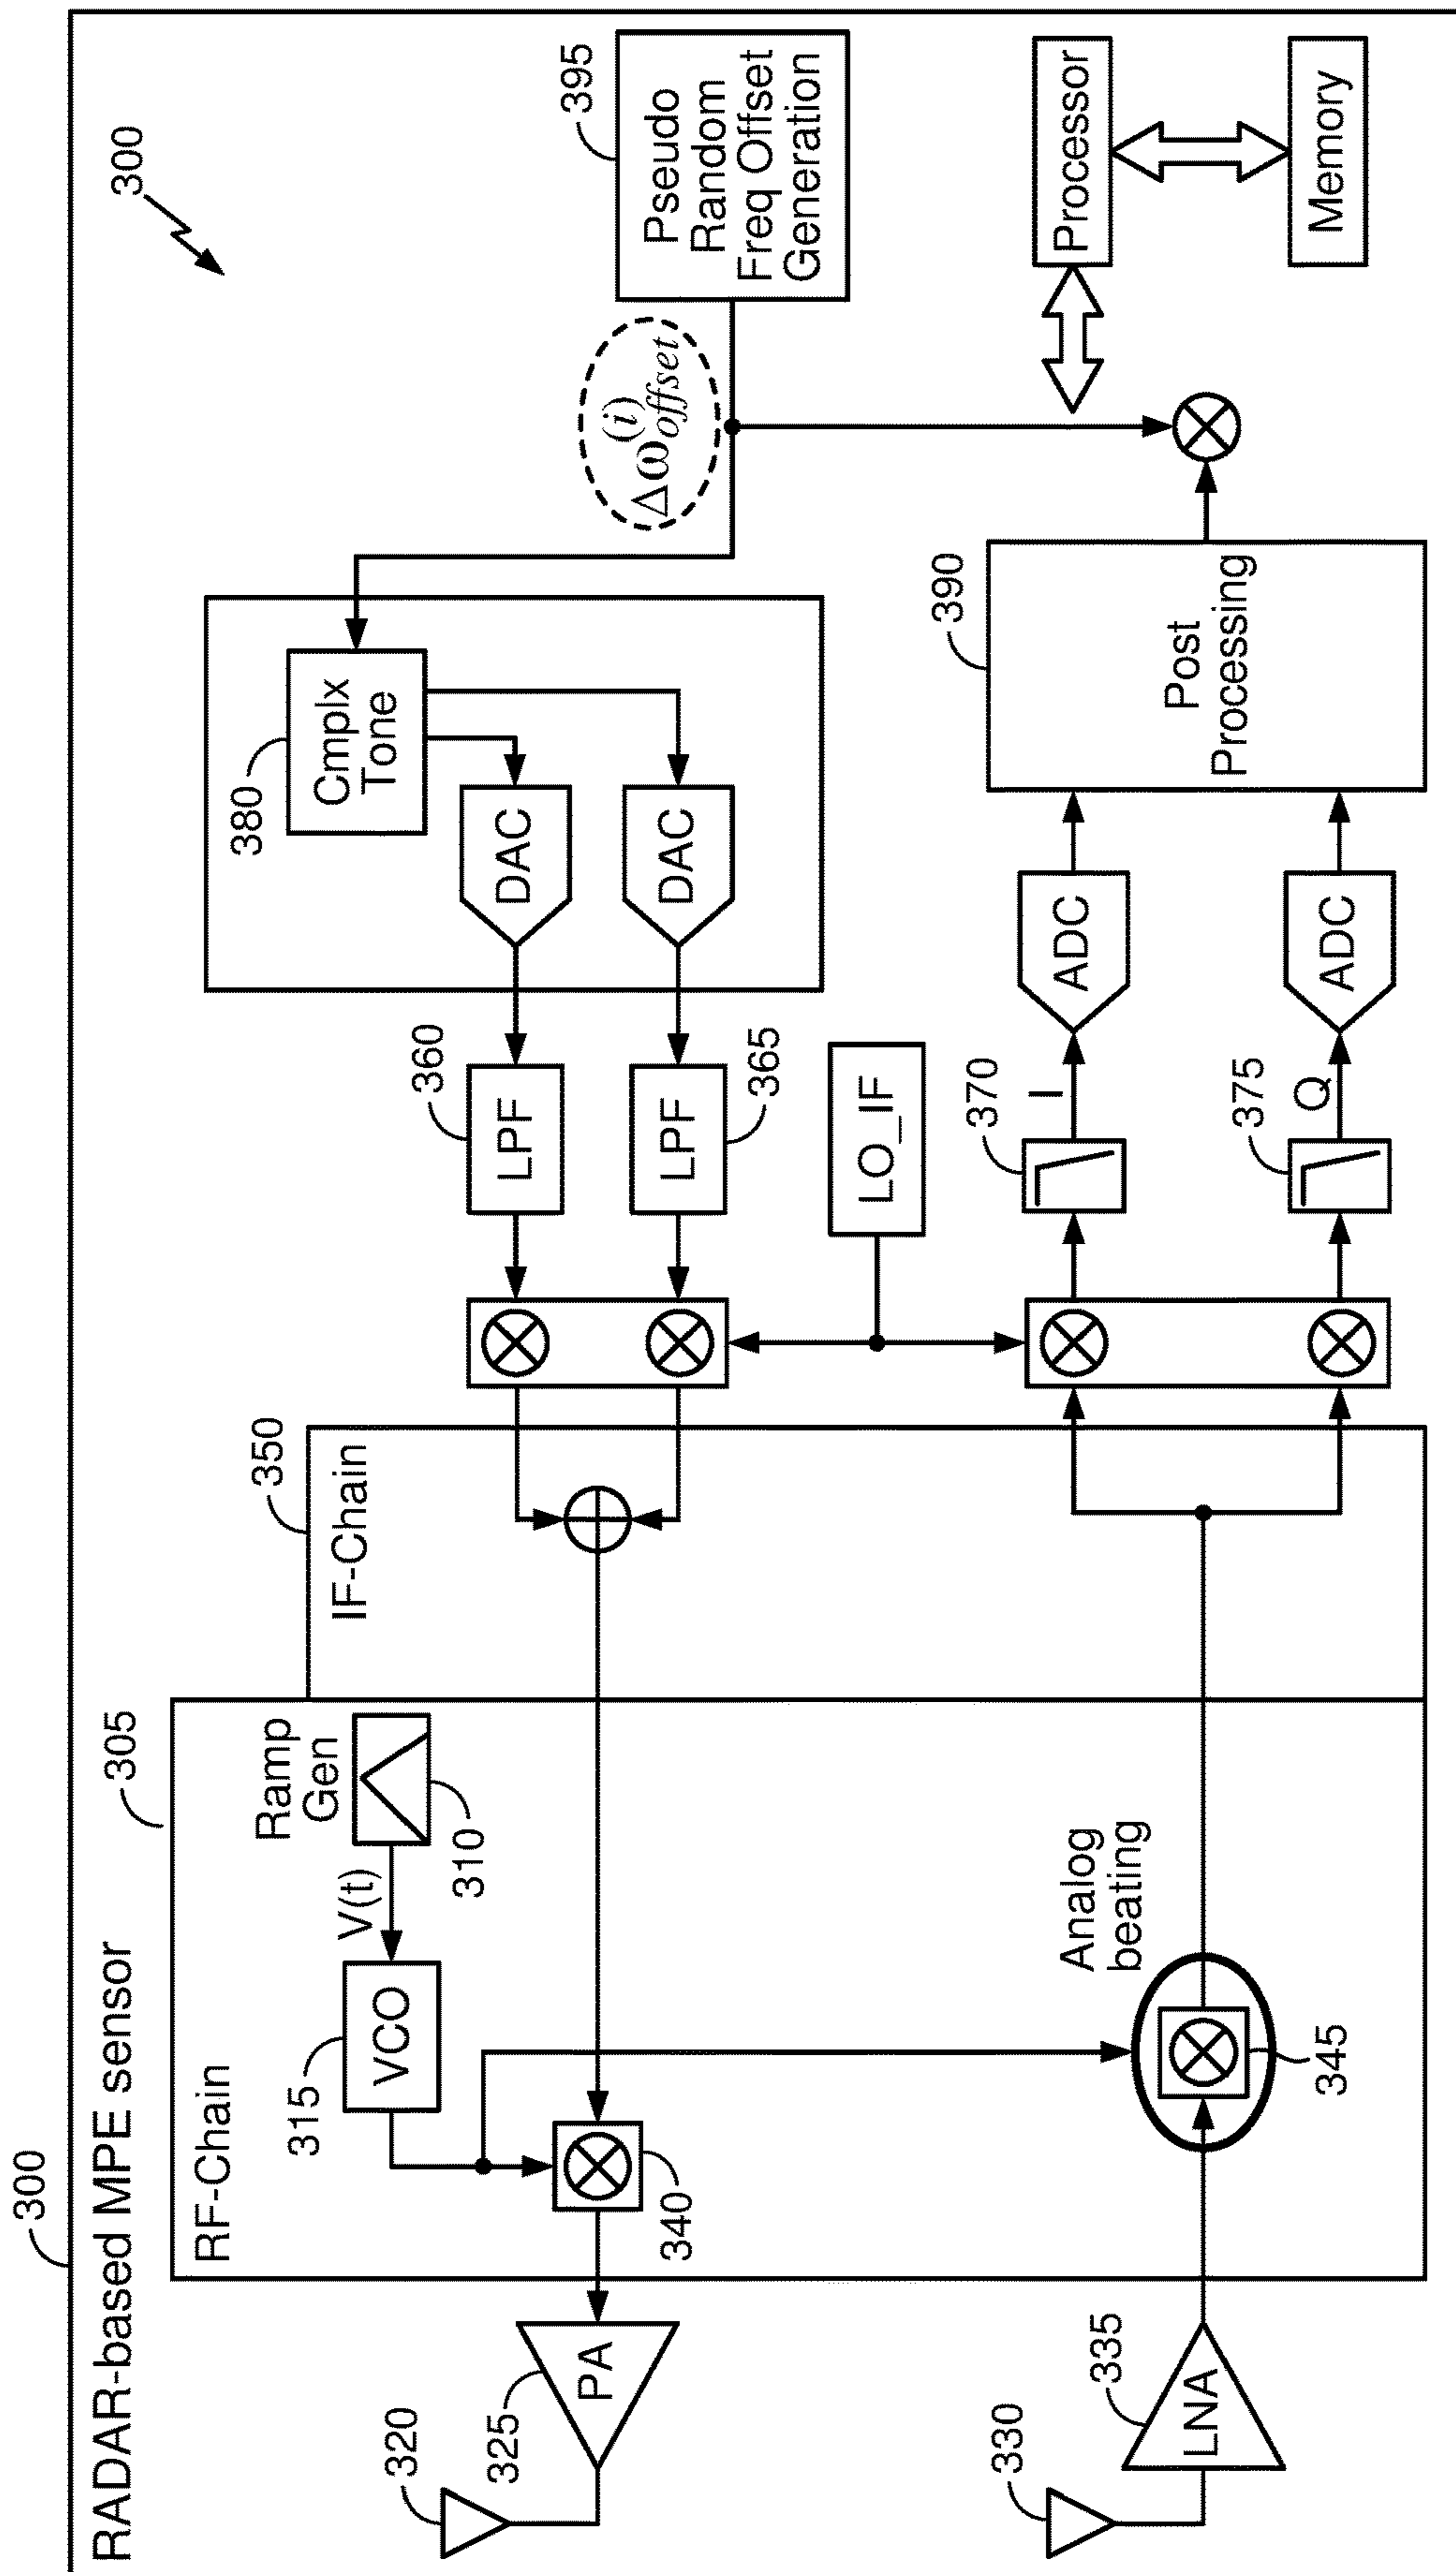 300
RADAR-based MPE sensor
300
305
RF-Chain
Ramp
Gen
310
V(t)
315
VCO
320
325
PA
340
330
335
LNA
Analog
beating
345
350
IF-Chain
360
LPF
LPF
365
LO_IF
370
I
375
Q
380
Cmplx
Tone
DAC
DAC
ADC
ADC
390
Post
Processing
Δω(i)offset
395
Pseudo
Random
Freq Offset
Generation
Processor
Memory